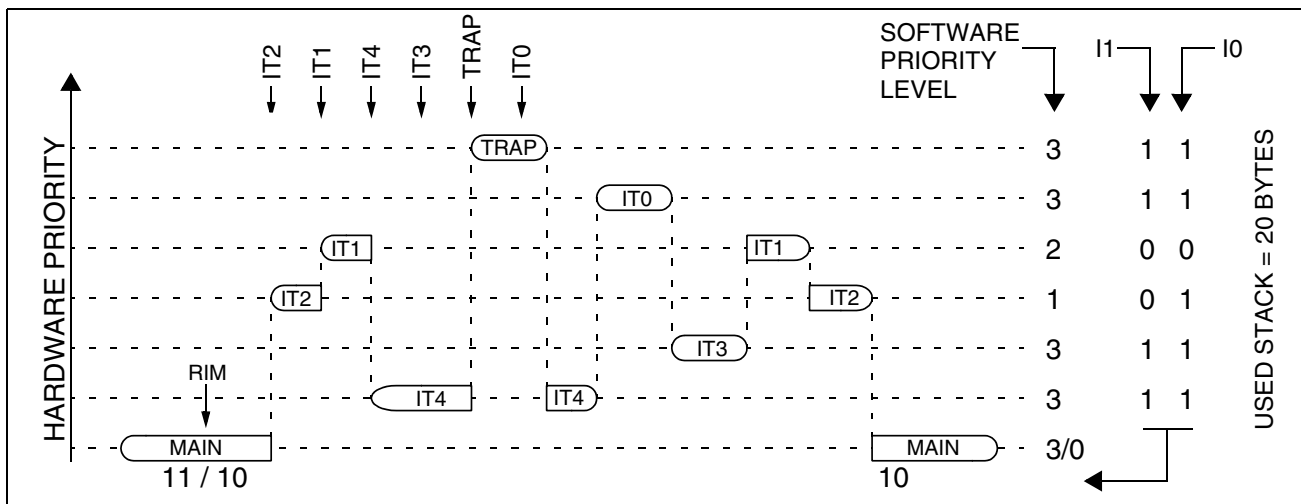 IT2
IT1
IT4
IT3
TRAP
IT0
SOFTWARE
PRIORITY
LEVEL
I1
I0
HARDWARE PRIORITY
USED STACK = 20 BYTES
TRAP
3
1 1
IT0
3
1 1
IT1
IT1
2
0 0
IT2
IT2
1
0 1
IT3
3
1 1
RIM
IT4
IT4
3
1 1
MAIN
MAIN
3/0
11 / 10
10